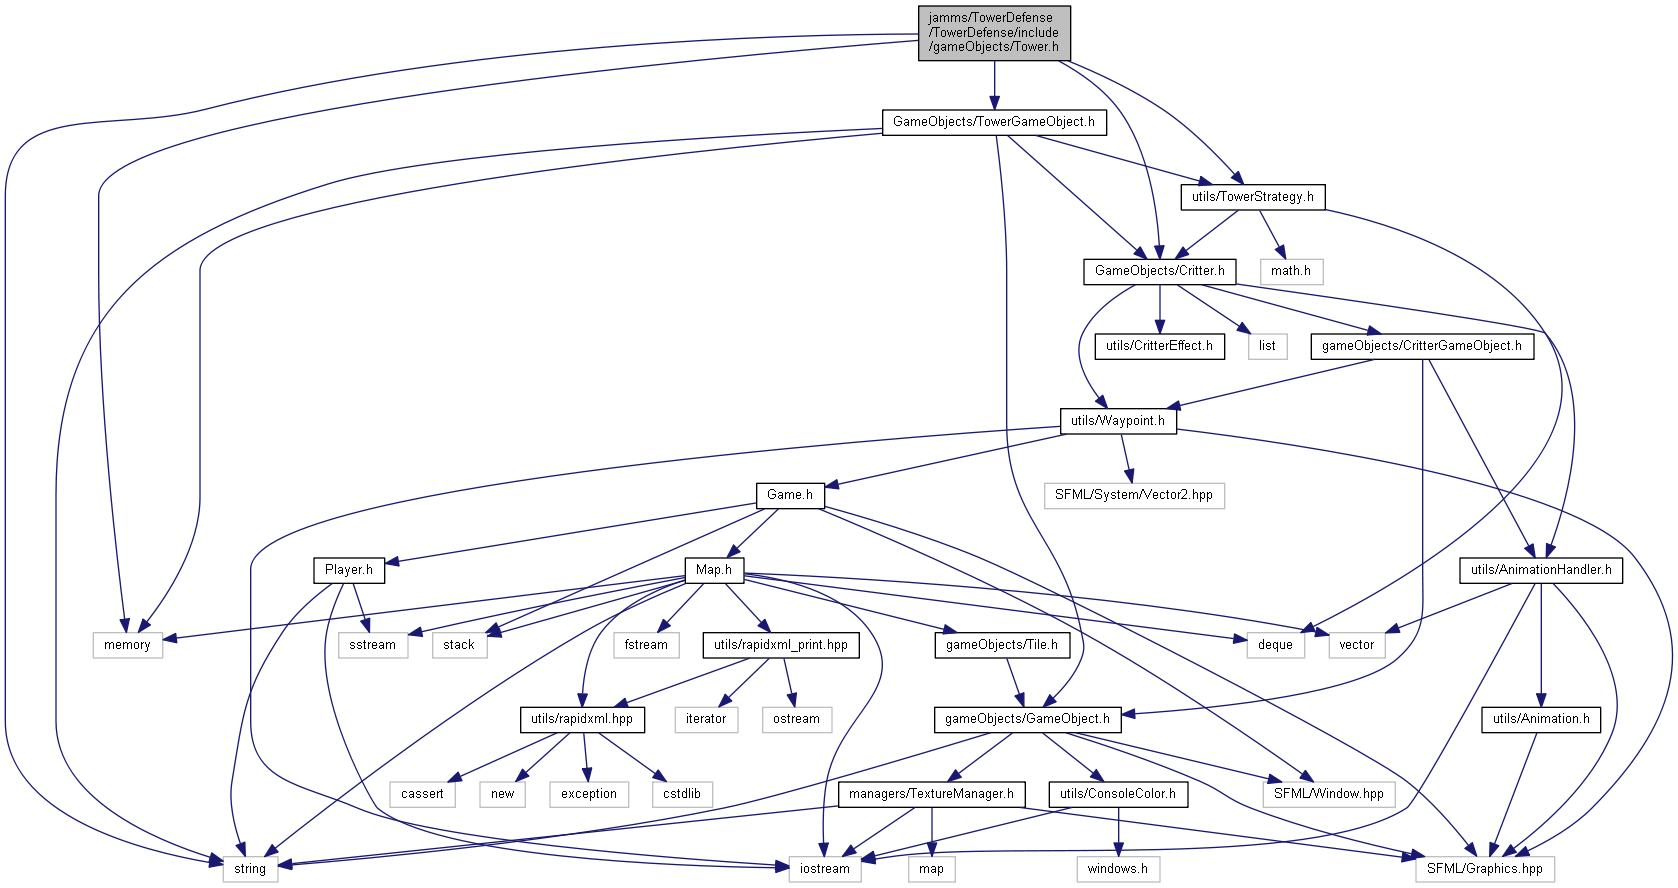 jamms/TowerDefense
/TowerDefense/include
/gameObjects/Tower.h
GameObjects/TowerGameObject.h
utils/TowerStrategy.h
GameObjects/Critter.h
math.h
utils/CritterEffect.h
list
gameObjects/CritterGameObject.h
utils/Waypoint.h
Game.h
SFML/System/Vector2.hpp
Player.h
Map.h
utils/AnimationHandler.h
memory
sstream
stack
fstream
utils/rapidxml_print.hpp
gameObjects/Tile.h
deque
vector
utils/rapidxml.hpp
iterator
ostream
gameObjects/GameObject.h
utils/Animation.h
cassert
new
exception
cstdlib
managers/TextureManager.h
utils/ConsoleColor.h
SFML/Window.hpp
string
iostream
map
windows.h
SFML/Graphics.hpp